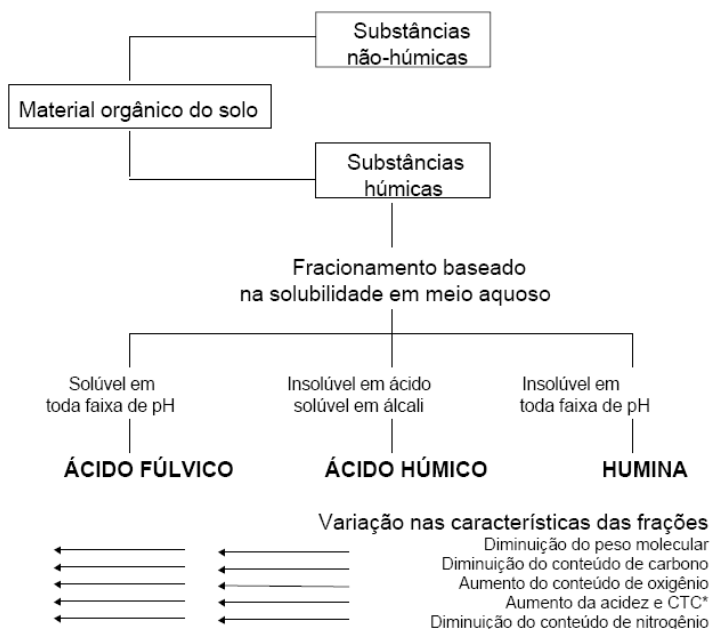 Substâncias
não-húmicas
Material orgânico do solo
Substâncias
húmicas
Fracionamento baseado
na solubilidade em meio aquoso
Solúvel em
toda faixa de pH
Insolúvel em ácido
solúvel em álcali
Insolúvel em
toda faixa de pH
ÁCIDO FÚLVICO
ÁCIDO HÚMICO
HUMINA
Variação nas características das frações
Diminuição do peso molecular
Diminuição do conteúdo de carbono
Aumento do conteúdo de oxigênio
Aumento da acidez e CTC*
Diminuição do conteúdo de nitrogênio